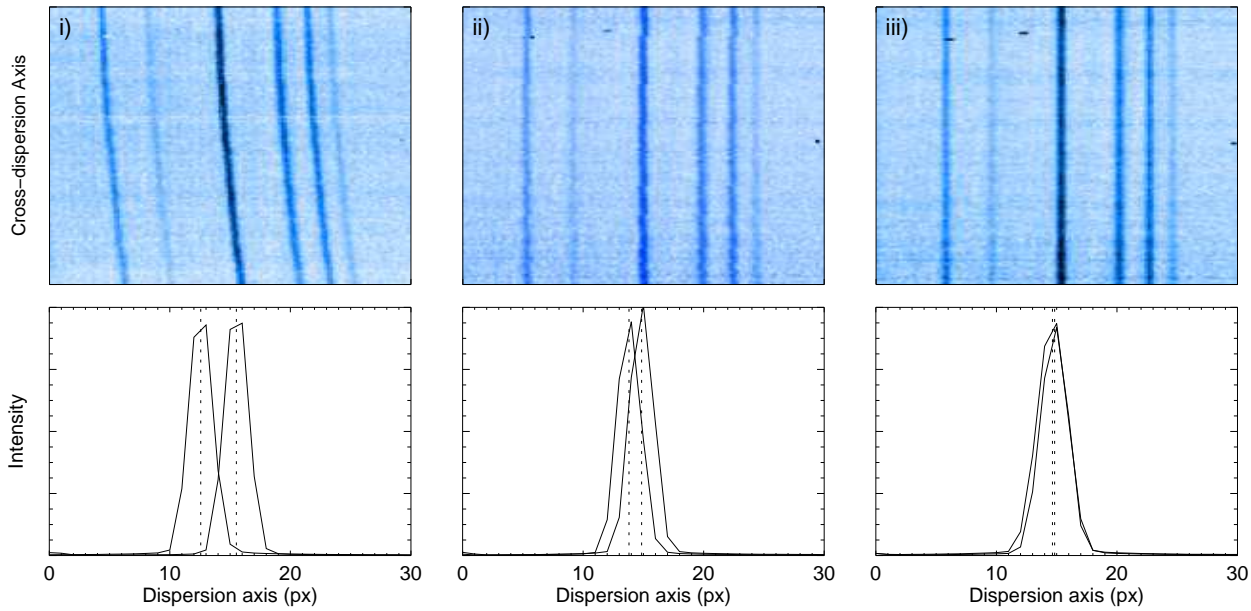 i)
ii)
iii)
Cross−dispersion Axis
Intensity
0
10
20
30
0
10
20
30
0
10
20
30
Dispersion axis (px)
Dispersion axis (px)
Dispersion axis (px)